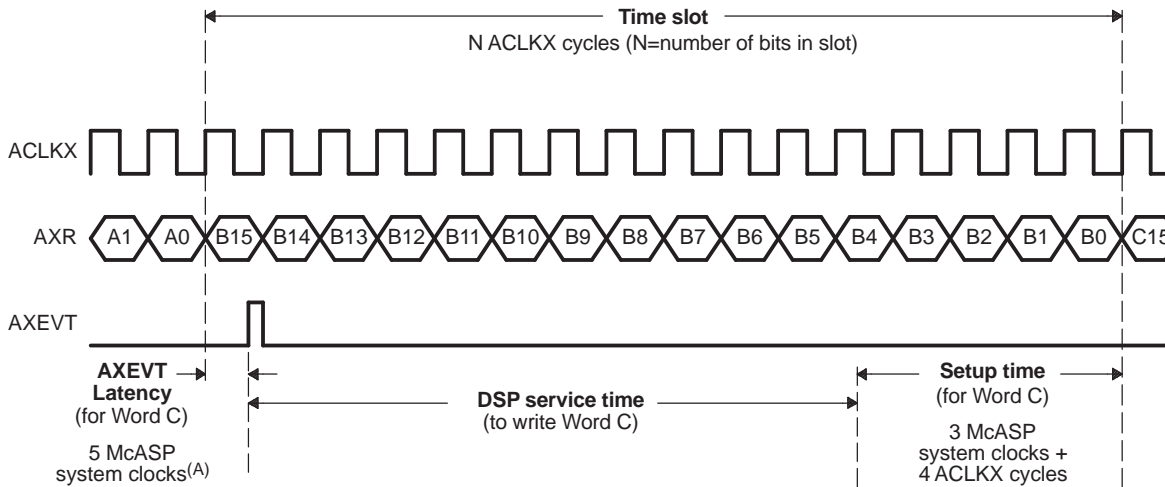 Time slot
N ACLKX cycles (N=number of bits in slot)
ACLKX
AXR
A1 A0 B15 B14 B13 B12 B11 B10 B9 B8 B7 B6 B5 B4 B3 B2 B1 B0 C15
AXEVT
AXEVT
Latency
(for Word C)
5 McASP
system clocks(A)
DSP service time
(to write Word C)
Setup time
(for Word C)
3 McASP
system clocks +
4 ACLKX cycles